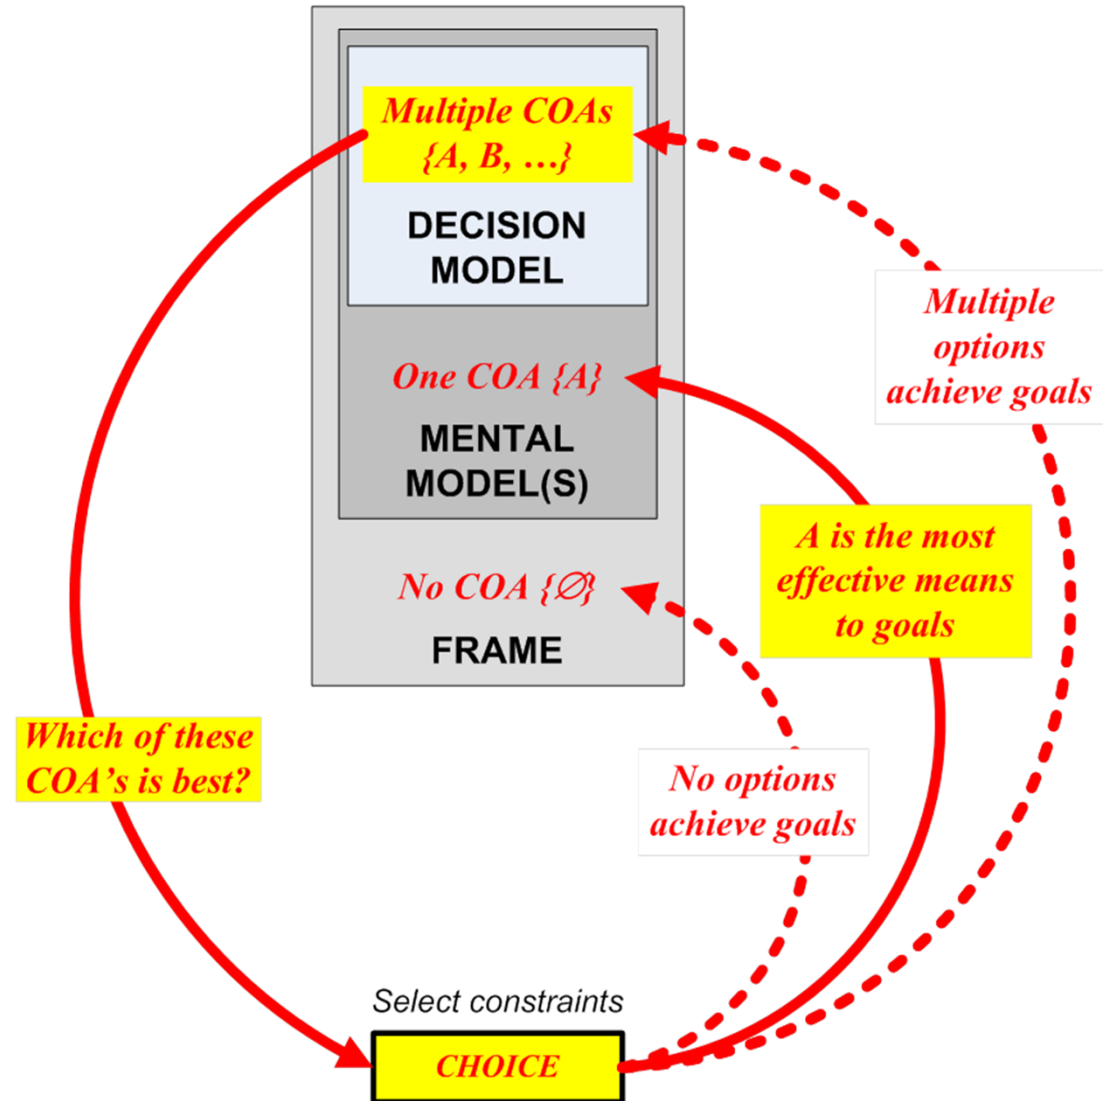 Multiple COAs
{A, B, …}
DECISION
MODEL
One COA {A}
MENTAL
MODEL(S)
No COA {∅}
FRAME
Multiple
options
achieve goals
A is the most
effective means
to goals
No options
achieve goals
Which of these
COA’s is best?
Select constraints
CHOICE